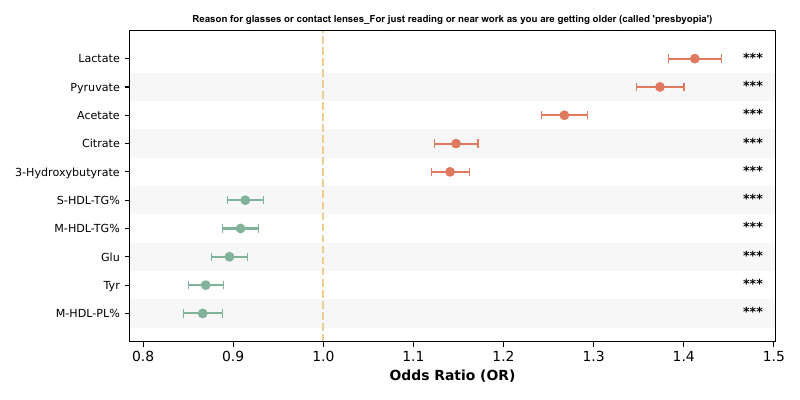 Reason for glasses or contact lenses_For just reading or near work as you are getting older (called 'presbyopia')
Lactate ***
Pyruvate ***
Acetate ***
Citrate ***
3-Hydroxybutyrate ***
S-HDL-TG% ***
M-HDL-TG% ***
Glu ***
Tyr ***
M-HDL-PL% ***
0.8 0.9 1.0 1.1 1.2 1.3 1.4 1.5
Odds Ratio (OR)